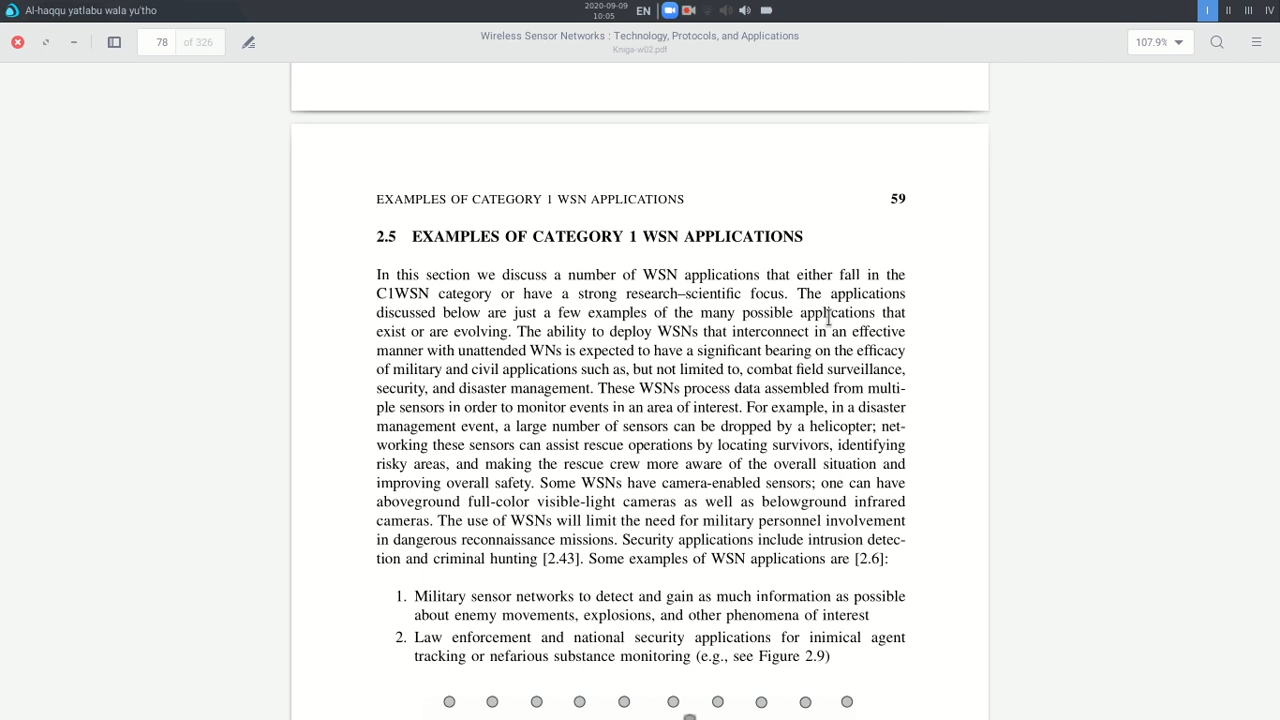 Al-haqqu yatlabu wala yu'tho
2020-09-09
10:05
EN
I II III IV
78 of 326
Wireless Sensor Networks : Technology, Protocols, and Applications
Kniga-w02.pdf
107.9%
EXAMPLES OF CATEGORY 1 WSN APPLICATIONS 59
2.5 EXAMPLES OF CATEGORY 1 WSN APPLICATIONS
In this section we discuss a number of WSN applications that either fall in the
C1WSN category or have a strong research–scientific focus. The applications
discussed below are just a few examples of the many possible applications that
exist or are evolving. The ability to deploy WSNs that interconnect in an effective
manner with unattended WNs is expected to have a significant bearing on the efficacy
of military and civil applications such as, but not limited to, combat field surveillance,
security, and disaster management. These WSNs process data assembled from multi-
ple sensors in order to monitor events in an area of interest. For example, in a disaster
management event, a large number of sensors can be dropped by a helicopter; net-
working these sensors can assist rescue operations by locating survivors, identifying
risky areas, and making the rescue crew more aware of the overall situation and
improving overall safety. Some WSNs have camera-enabled sensors; one can have
aboveground full-color visible-light cameras as well as belowground infrared
cameras. The use of WSNs will limit the need for military personnel involvement
in dangerous reconnaissance missions. Security applications include intrusion detec-
tion and criminal hunting [2.43]. Some examples of WSN applications are [2.6]:
1. Military sensor networks to detect and gain as much information as possible
about enemy movements, explosions, and other phenomena of interest
2. Law enforcement and national security applications for inimical agent
tracking or nefarious substance monitoring (e.g., see Figure 2.9)